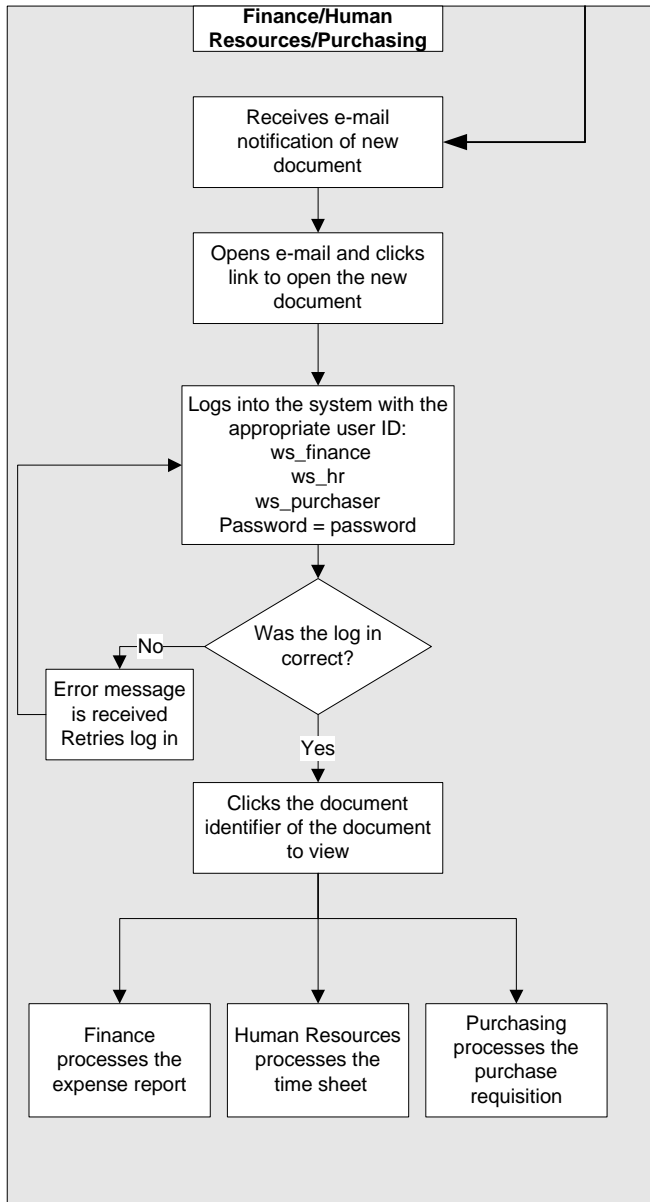 Finance/Human
Resources/Purchasing
Receives e-mail
notification of new
document
Opens e-mail and clicks
link to open the new
document
Logs into the system with the
appropriate user ID:
ws_finance
ws_hr
ws_purchaser
Password = password
Was the log in
correct?
No
Error message
is received
Retries log in
Yes
Clicks the document
identifier of the document
to view
Finance
processes the
expense report
Human Resources
processes the
time sheet
Purchasing
processes the
purchase
requisition